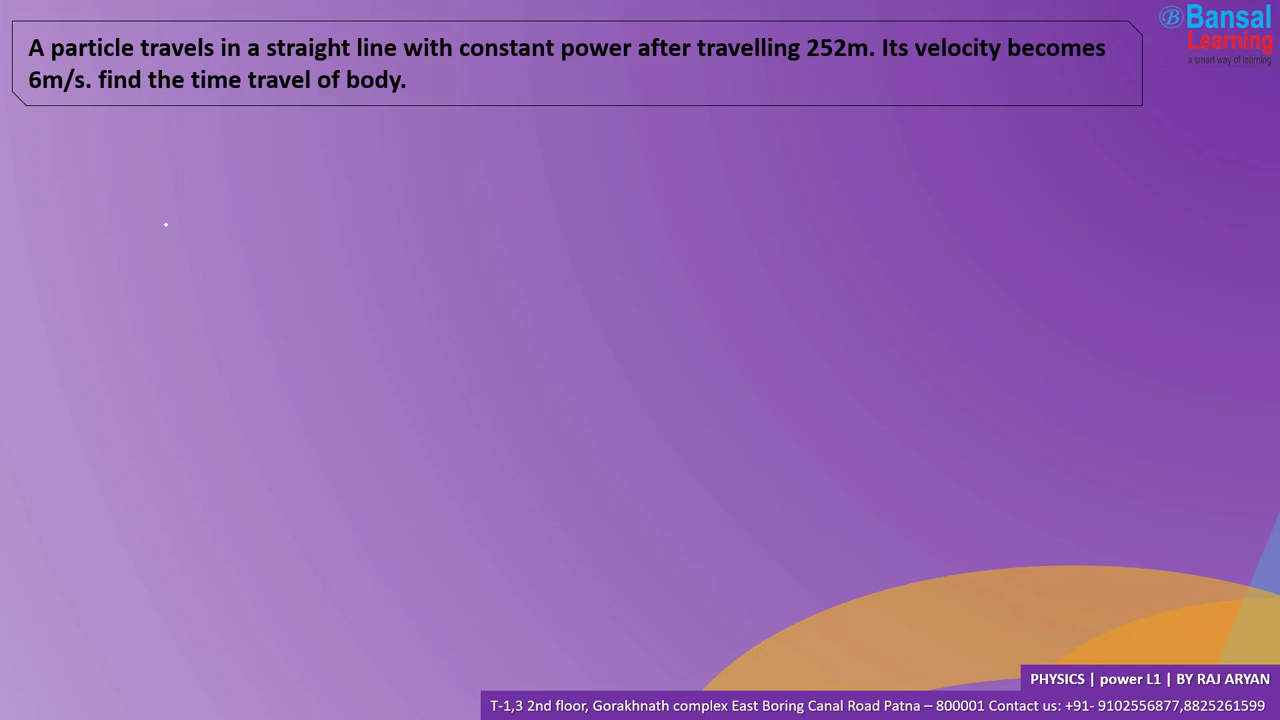 Bansal
Learning
a smart way of learning
A particle travels in a straight line with constant power after travelling 252m. Its velocity becomes
6m/s. find the time travel of body.
PHYSICS | power L1 | BY RAJ ARYAN
T-1,3 2nd floor, Gorakhnath complex East Boring Canal Road Patna – 800001 Contact us: +91- 9102556877,8825261599